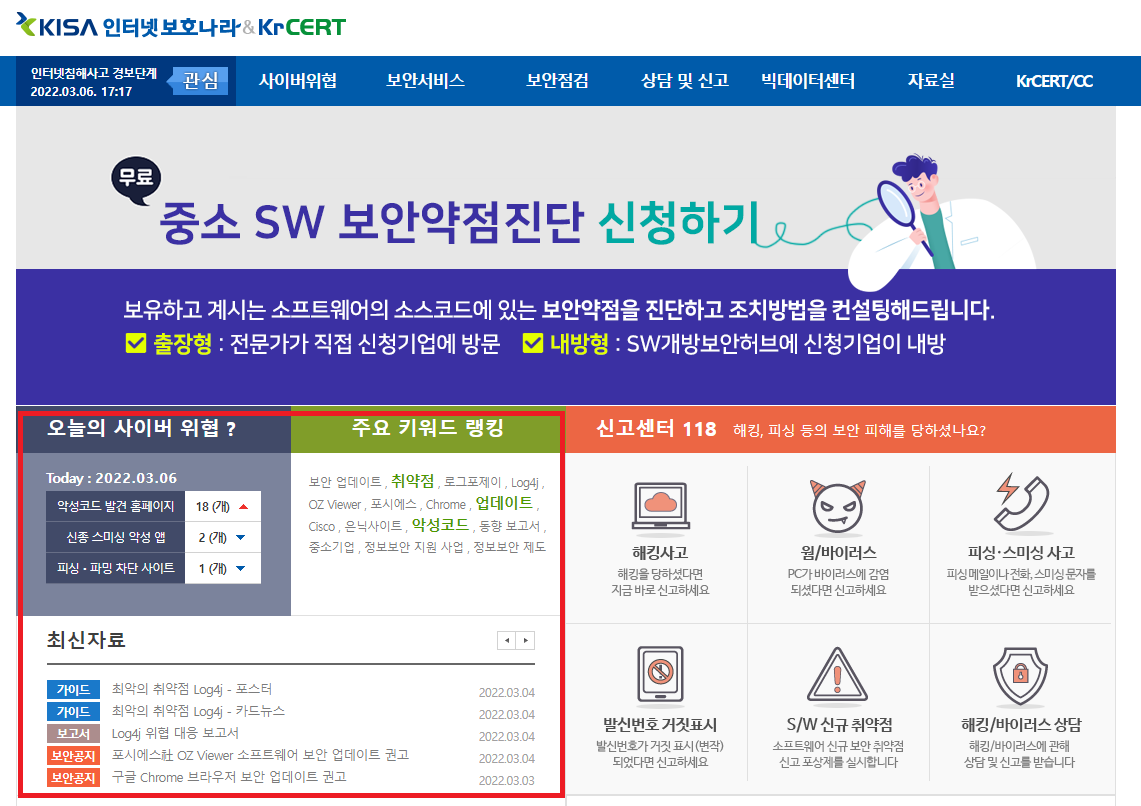 KISA 인터넷보호나라&KrCERT
인터넷침해사고 경보단계
2022.03.06. 17:17
관심
사이버위협
보안서비스
보안점검
상담 및 신고
빅데이터센터
자료실
KrCERT/CC
무료
중소 SW 보안약점진단 신청하기
보유하고 계시는 소프트웨어의 소스코드에 있는 보안약점을 진단하고 조치방법을 컨설팅해드립니다.
출장형 : 전문가가 직접 신청기업에 방문 내방형 : SW개방보안허브에 신청기업이 내방
오늘의 사이버 위협 ?
Today : 2022.03.06
악성코드 발견 홈페이지 18 (개)
신종 스미싱 악성 앱 2 (개)
피싱·파밍 차단 사이트 1 (개)
주요 키워드 랭킹
보안 업데이트 , 취약점 , 로그포제이 , Log4j ,
OZ Viewer , 포시에스 , Chrome , 업데이트 ,
Cisco , 은닉사이트 , 악성코드 , 동향 보고서 ,
중소기업 , 정보보안 지원 사업 , 정보보안 제도
최신자료
가이드 최악의 취약점 Log4j - 포스터 2022.03.04
가이드 최악의 취약점 Log4j - 카드뉴스 2022.03.04
보고서 Log4j 위협 대응 보고서 2022.03.04
보안공지 포시에스社 OZ Viewer 소프트웨어 보안 업데이트 권고 2022.03.04
보안공지 구글 Chrome 브라우저 보안 업데이트 권고 2022.03.03
신고센터 118 해킹, 피싱 등의 보안 피해를 당하셨나요?
해킹사고
해킹을 당하셨다면
지금 바로 신고하세요
웜/바이러스
PC가 바이러스에 감염
되셨다면 신고하세요
피싱·스미싱 사고
피싱 메일이나 전화, 스미싱 문자를
받으셨다면 신고하세요
발신번호 거짓표시
발신번호가 거짓 표시(변작)
되었다면 신고하세요
S/W 신규 취약점
소프트웨어 신규 보안 취약점
신고 포상제를 실시합니다
해킹/바이러스 상담
해킹/바이러스에 관해
상담 및 신고를 받습니다